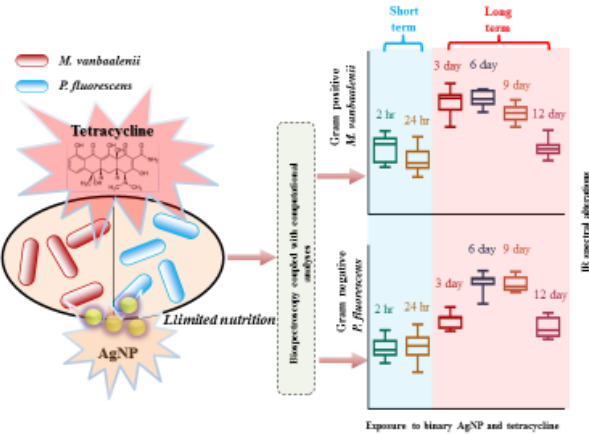 Short
term
Long
term
M. vanbaalenii
P. fluorescens
Tetracycline
Gram positive
M. vanbaalenii
2 hr
24 hr
3 day
6 day
9 day
12 day
Biospectroscopy coupled with computational
analyses
IR spectral alterations
Llimited nutrition
AgNP
Gram negative
P. fluorescens
2 hr
24 hr
3 day
6 day
9 day
12 day
Exposure to binary AgNP and tetracycline